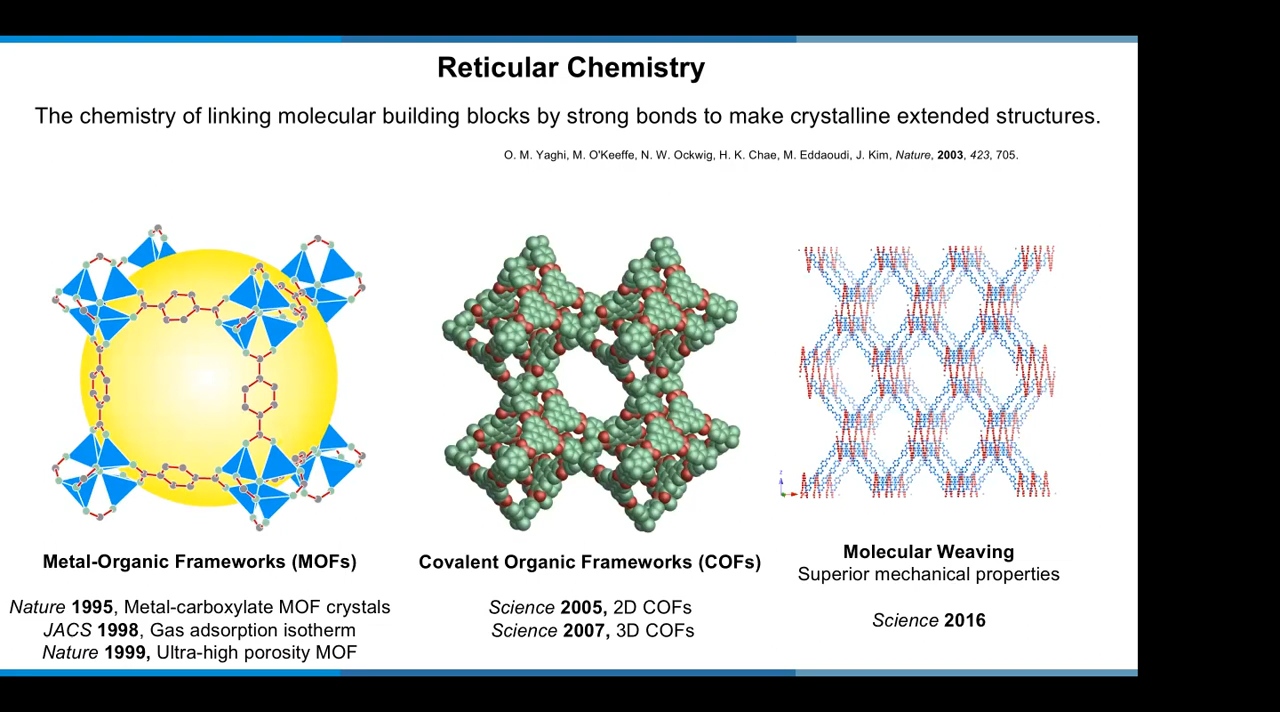 Reticular Chemistry
The chemistry of linking molecular building blocks by strong bonds to make crystalline extended structures.
O. M. Yaghi, M. O'Keeffe, N. W. Ockwig, H. K. Chae, M. Eddaoudi, J. Kim, Nature, 2003, 423, 705.
Metal-Organic Frameworks (MOFs)
Nature 1995, Metal-carboxylate MOF crystals
JACS 1998, Gas adsorption isotherm
Nature 1999, Ultra-high porosity MOF
Covalent Organic Frameworks (COFs)
Science 2005, 2D COFs
Science 2007, 3D COFs
Molecular Weaving
Superior mechanical properties
Science 2016